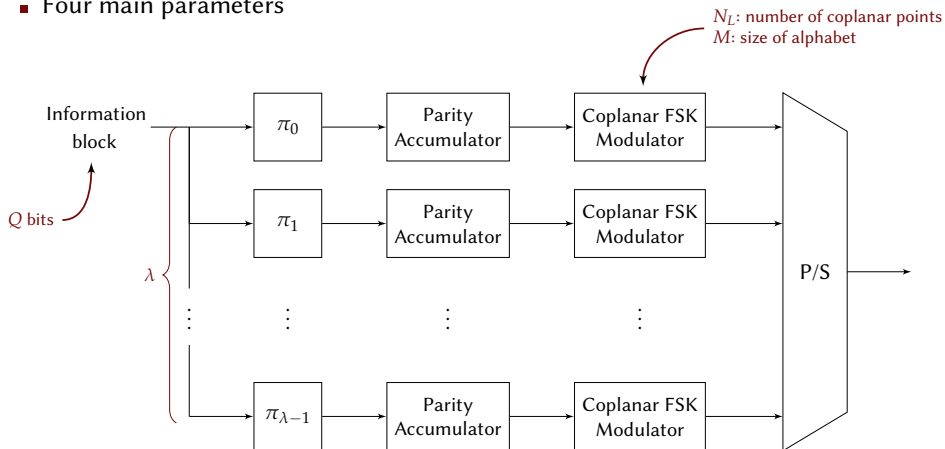 Four main parameters
N_L: number of coplanar points
M: size of alphabet
Information
block
Q bits
λ
π_0
Parity
Accumulator
Coplanar FSK
Modulator
π_1
Parity
Accumulator
Coplanar FSK
Modulator
P/S
⋮ ⋮ ⋮ ⋮
π_{λ−1}
Parity
Accumulator
Coplanar FSK
Modulator